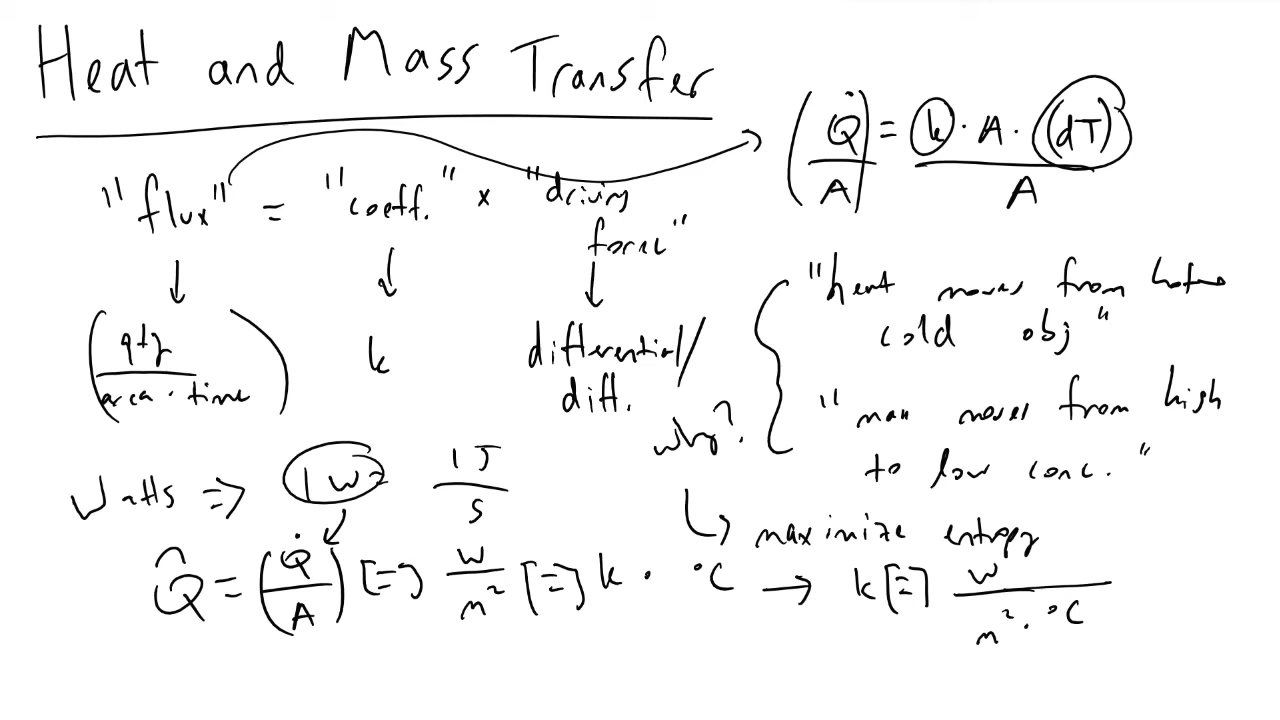 Heat and Mass Transfer
"flux" = "coeff." x "driving force"
(qty / area · time)
k
differential/
diff.
(Q̇ / A) = k · A · (dT) / A
"heat moves from hot to
cold obj"
"mass moves from high
to low conc."
why?
↳ maximize entropy
Watts => 1 W = 1 J / s
Q̂ = (Q̇ / A) [=] W / m² [=] k · °C → k [=] W / m² · °C